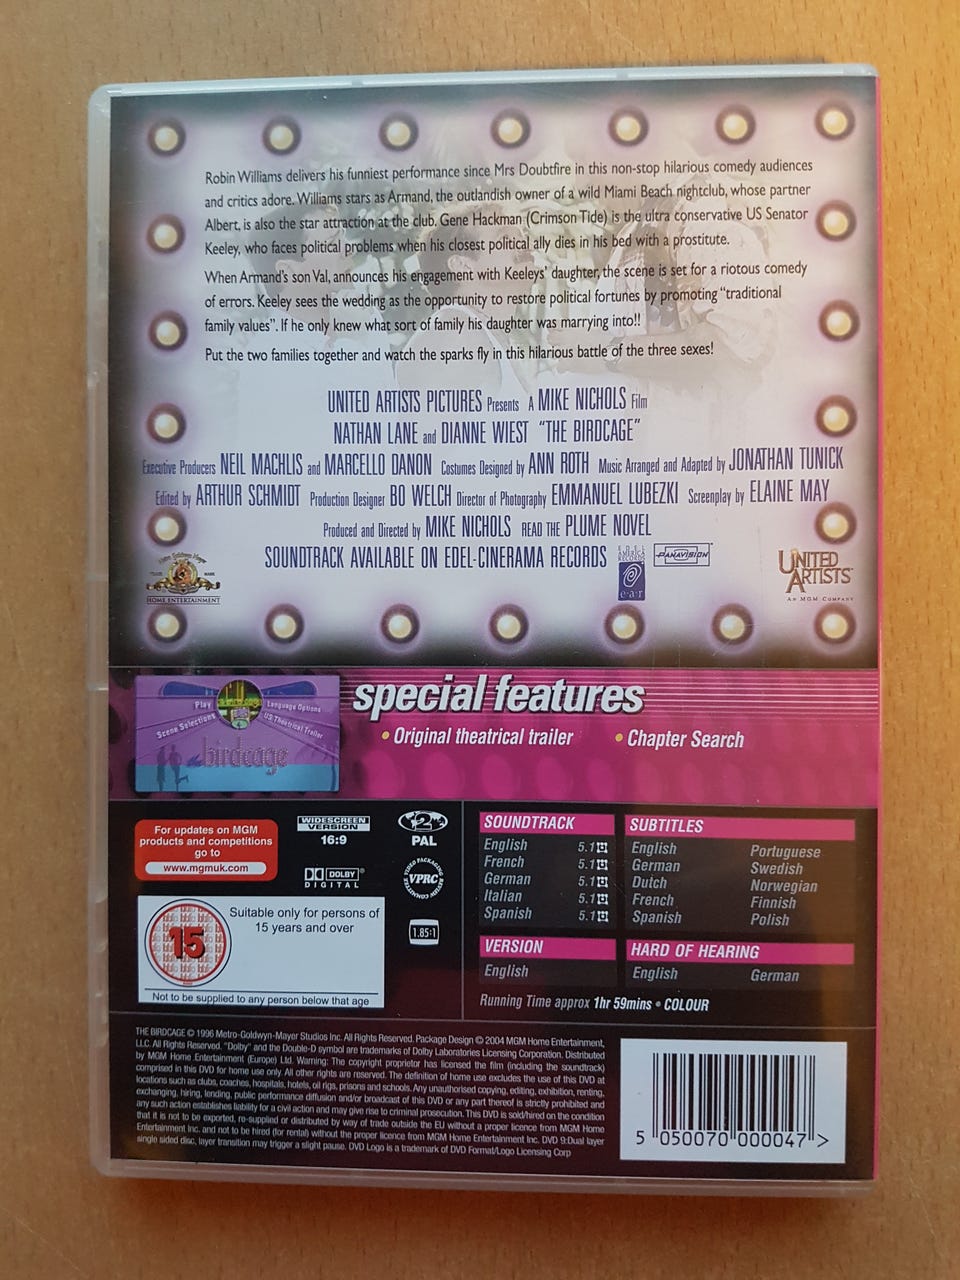 Robin Williams delivers his funniest performance since Mrs Doubtfire in this non-stop hilarious comedy audiences
and critics adore. Williams stars as Armand, the outlandish owner of a wild Miami Beach nightclub, whose partner
Albert, is also the star attraction at the club. Gene Hackman (Crimson Tide) is the ultra conservative US Senator
Keeley, who faces political problems when his closest political ally dies in his bed with a prostitute.
When Armand's son Val, announces his engagement with Keeleys' daughter, the scene is set for a riotous comedy
of errors. Keeley sees the wedding as the opportunity to restore political fortunes by promoting "traditional
family values". If he only knew what sort of family his daughter was marrying into!!
Put the two families together and watch the sparks fly in this hilarious battle of the three sexes!
UNITED ARTISTS PICTURES Presents A MIKE NICHOLS Film
NATHAN LANE and DIANNE WIEST "THE BIRDCAGE"
Executive Producers NEIL MACHLIS and MARCELLO DANON Costumes Designed by ANN ROTH Music Arranged and Adapted by JONATHAN TUNICK
Edited by ARTHUR SCHMIDT Production Designer BO WELCH Director of Photography EMMANUEL LUBEZKI Screenplay by ELAINE MAY
Produced and Directed by MIKE NICHOLS READ THE PLUME NOVEL
SOUNDTRACK AVAILABLE ON EDEL-CINERAMA RECORDS
e·a·r
PANAVISION®
HOME ENTERTAINMENT
UNITED ARTISTS
AN MGM COMPANY
special features
• Original theatrical trailer
• Chapter Search
Play
Language Options
Scene Selections
US Theatrical Trailer
birdcage
For updates on MGM
products and competitions
go to
www.mgmuk.com
WIDESCREEN
VERSION
16:9
DOLBY
DIGITAL
2
PAL
VPRC
1.85:1
15
Suitable only for persons of
15 years and over
Not to be supplied to any person below that age
SOUNDTRACK
English 5.1
French 5.1
German 5.1
Italian 5.1
Spanish 5.1
VERSION
English
SUBTITLES
English Portuguese
German Swedish
Dutch Norwegian
French Finnish
Spanish Polish
HARD OF HEARING
English German
Running Time approx 1hr 59mins • COLOUR
THE BIRDCAGE © 1996 Metro-Goldwyn-Mayer Studios Inc. All Rights Reserved. Package Design © 2004 MGM Home Entertainment,
LLC. All Rights Reserved. "Dolby" and the Double-D symbol are trademarks of Dolby Laboratories Licensing Corporation. Distributed
by MGM Home Entertainment (Europe) Ltd. Warning: The copyright proprietor has licensed the film (including the soundtrack)
comprised in this DVD for home use only. All other rights are reserved. The definition of home use excludes the use of this DVD at
locations such as clubs, coaches, hospitals, hotels, oil rigs, prisons and schools. Any unauthorised copying, editing, exhibition, renting,
exchanging, hiring, lending, public performance diffusion and/or broadcast of this DVD or any part thereof is strictly prohibited and
any such action establishes liability for a civil action and may give rise to criminal prosecution. This DVD is sold/hired on the condition
that it is not to be exported, re-supplied or distributed by way of trade outside the EU without a proper licence from MGM Home
Entertainment Inc. and not to be hired (for rental) without the proper licence from MGM Home Entertainment Inc. DVD 9:Dual layer
single sided disc, layer transition may trigger a slight pause. DVD Logo is a trademark of DVD Format/Logo Licensing Corp
5 050070 000047 >